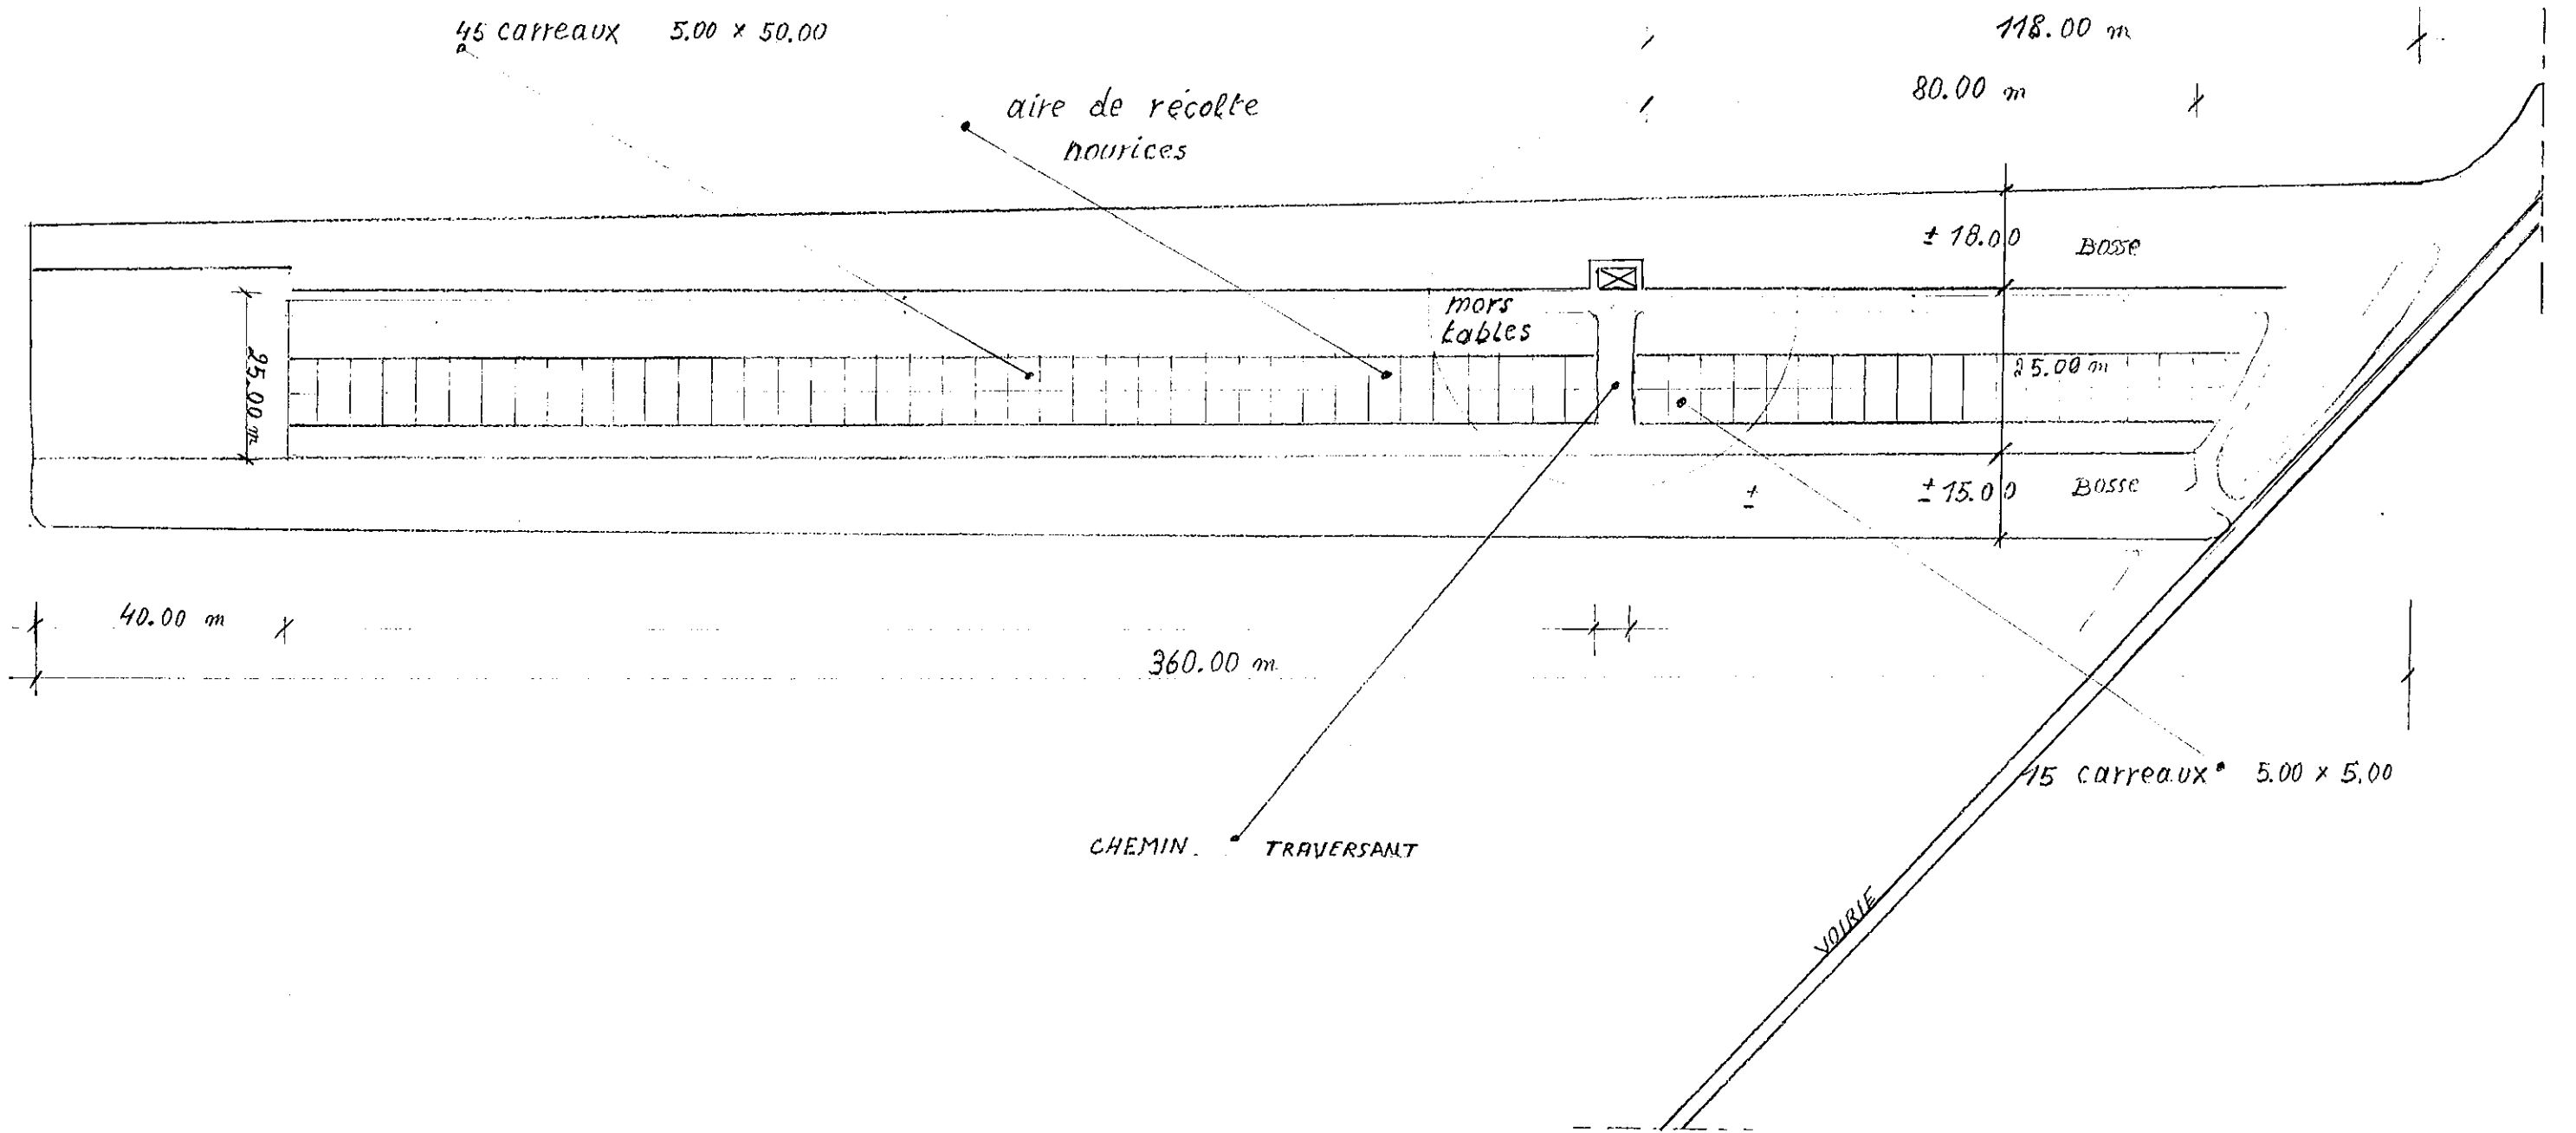 45 carreaux 5.00 x 50.00
118.00 m
80.00 m
aire de récolte
nourices
± 18.00 Bosse
mors
tables
25.00 m
25.00 m
± 
± 15.00 Bosse
40.00 m
360.00 m
15 carreaux 5.00 x 5.00
CHEMIN. TRAVERSANT
VOIRIE